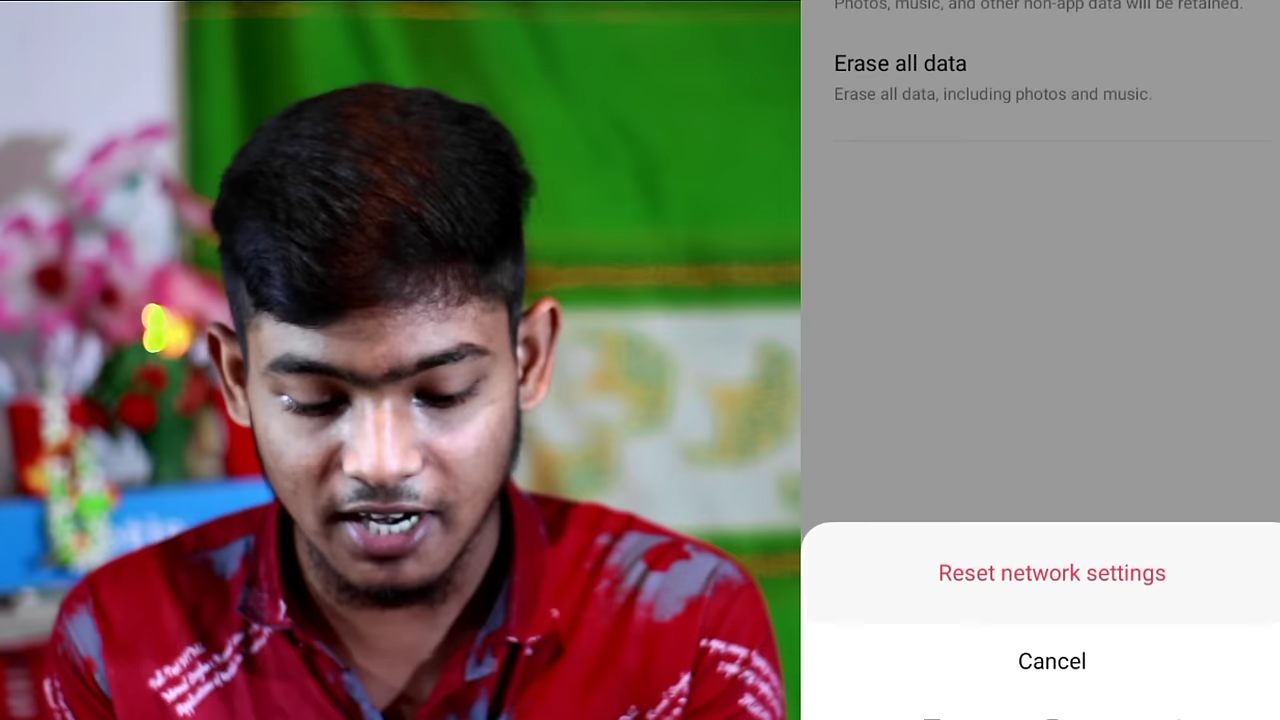 Photos, music, and other non-app data will be retained.
Erase all data
Erase all data, including photos and music.
Reset network settings
Cancel